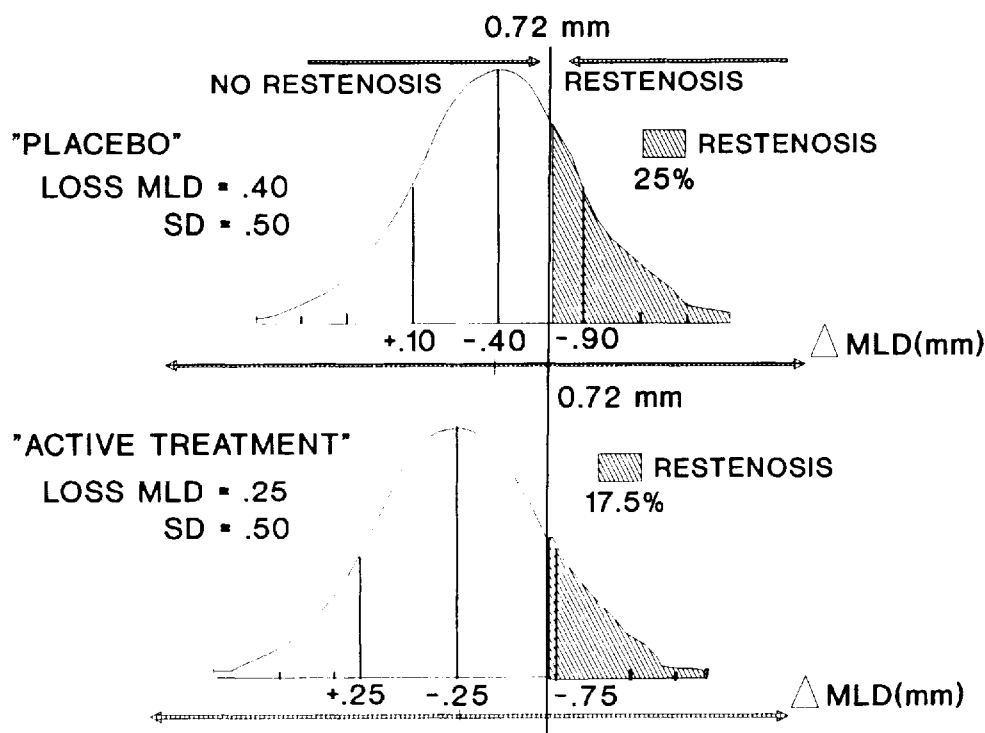 0.72 mm
NO RESTENOSIS
RESTENOSIS
"PLACEBO"
LOSS MLD = .40
SD = .50
RESTENOSIS
25%
+.10 -.40 -.90
△ MLD(mm)
0.72 mm
"ACTIVE TREATMENT"
LOSS MLD = .25
SD = .50
RESTENOSIS
17.5%
+.25 -.25 -.75
△ MLD(mm)